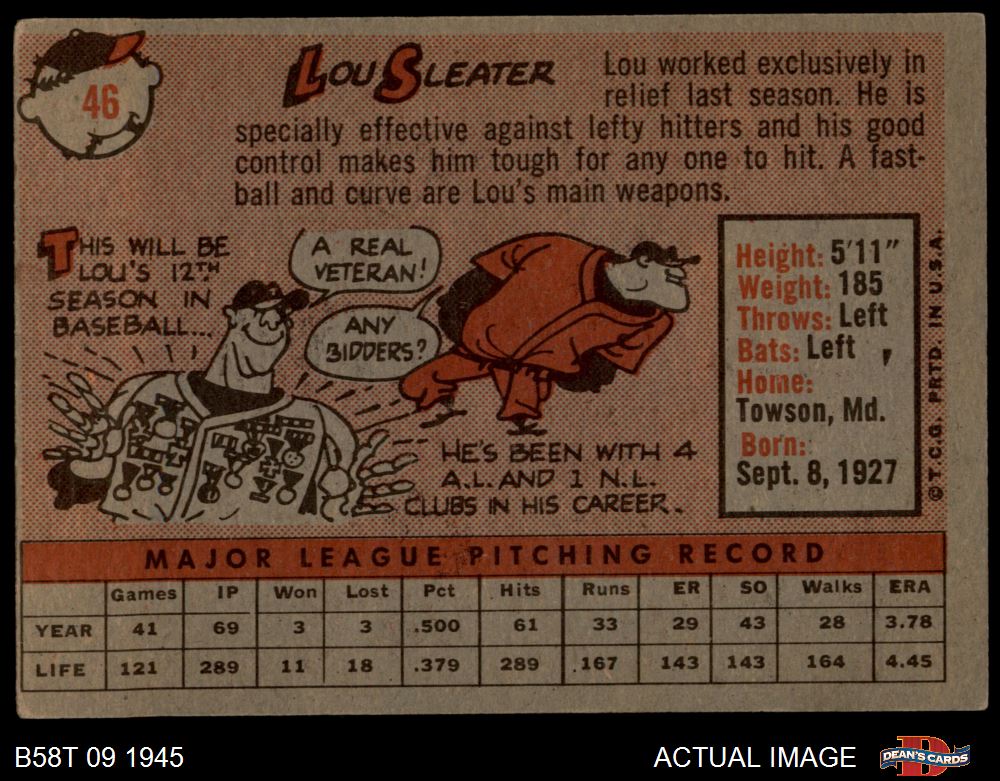 46
LOU SLEATER
Lou worked exclusively in
relief last season. He is
specially effective against lefty hitters and his good
control makes him tough for any one to hit. A fast-
ball and curve are Lou's main weapons.
THIS WILL BE
LOU'S 12TH
SEASON IN
BASEBALL...
A REAL
VETERAN!
ANY
BIDDERS?
HE'S BEEN WITH 4
A.L. AND 1 N.L.
CLUBS IN HIS CAREER.
Height: 5'11"
Weight: 185
Throws: Left
Bats: Left
Home:
Towson, Md.
Born:
Sept. 8, 1927
© T.C.G. PRTD. IN U.S.A.
MAJOR LEAGUE PITCHING RECORD
Games IP Won Lost Pct Hits Runs ER SO Walks ERA
YEAR 41 69 3 3 .500 61 33 29 43 28 3.78
LIFE 121 289 11 18 .379 289 167 143 143 164 4.45
B58T 09 1945
ACTUAL IMAGE
DEAN'S CARDS